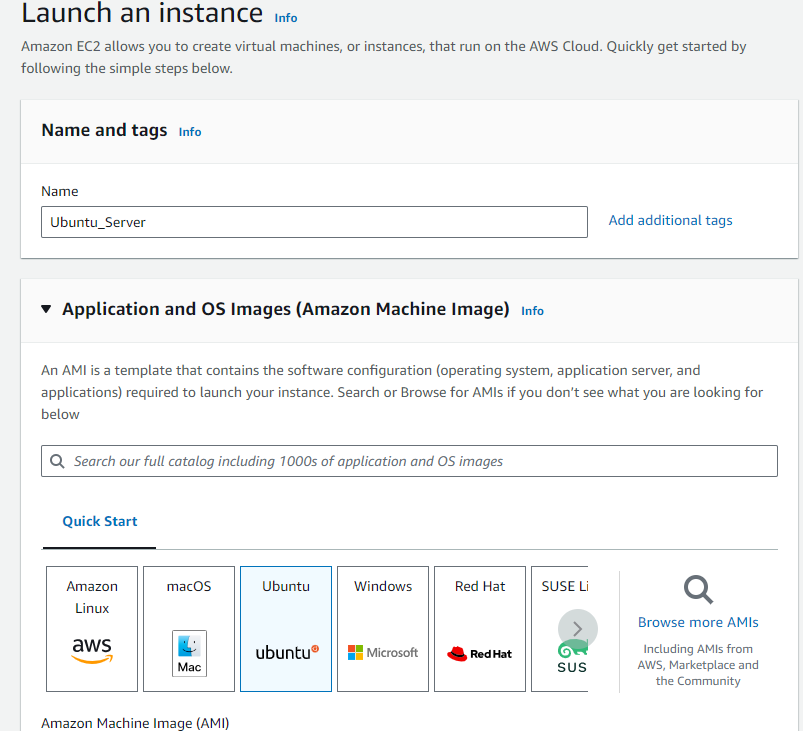 Launch an instance Info
Amazon EC2 allows you to create virtual machines, or instances, that run on the AWS Cloud. Quickly get started by
following the simple steps below.
Name and tags Info
Name
Ubuntu_Server
Add additional tags
Application and OS Images (Amazon Machine Image) Info
An AMI is a template that contains the software configuration (operating system, application server, and
applications) required to launch your instance. Search or Browse for AMIs if you don’t see what you are looking for
below
Search our full catalog including 1000s of application and OS images
Quick Start
Amazon
Linux
aws
macOS
Mac
Ubuntu
ubuntu
Windows
Microsoft
Red Hat
Red Hat
SUSE Li
SUS
Browse more AMIs
Including AMIs from
AWS, Marketplace and
the Community
Amazon Machine Image (AMI)